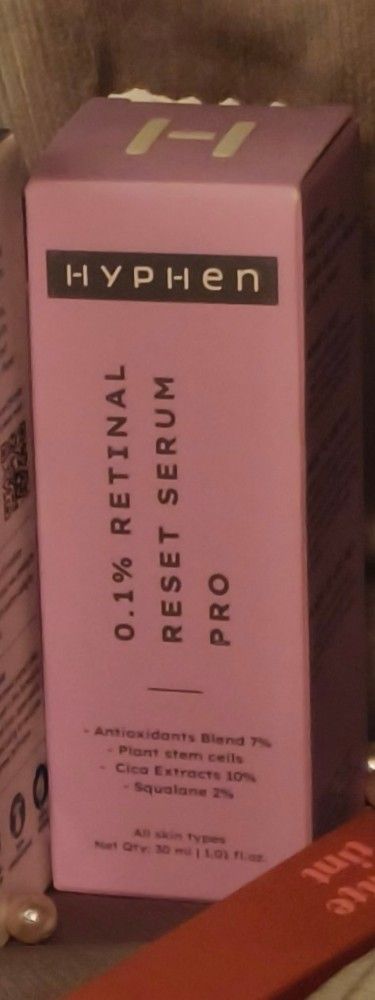 H
HYPHEN
0.1% RETINAL
RESET SERUM
PRO
- Antioxidants Blend 7%
- Plant stem cells
- Cica Extracts 10%
- Squalane 2%
All skin types
Net Qty: 30 ml | 1.01 fl.oz.
tint